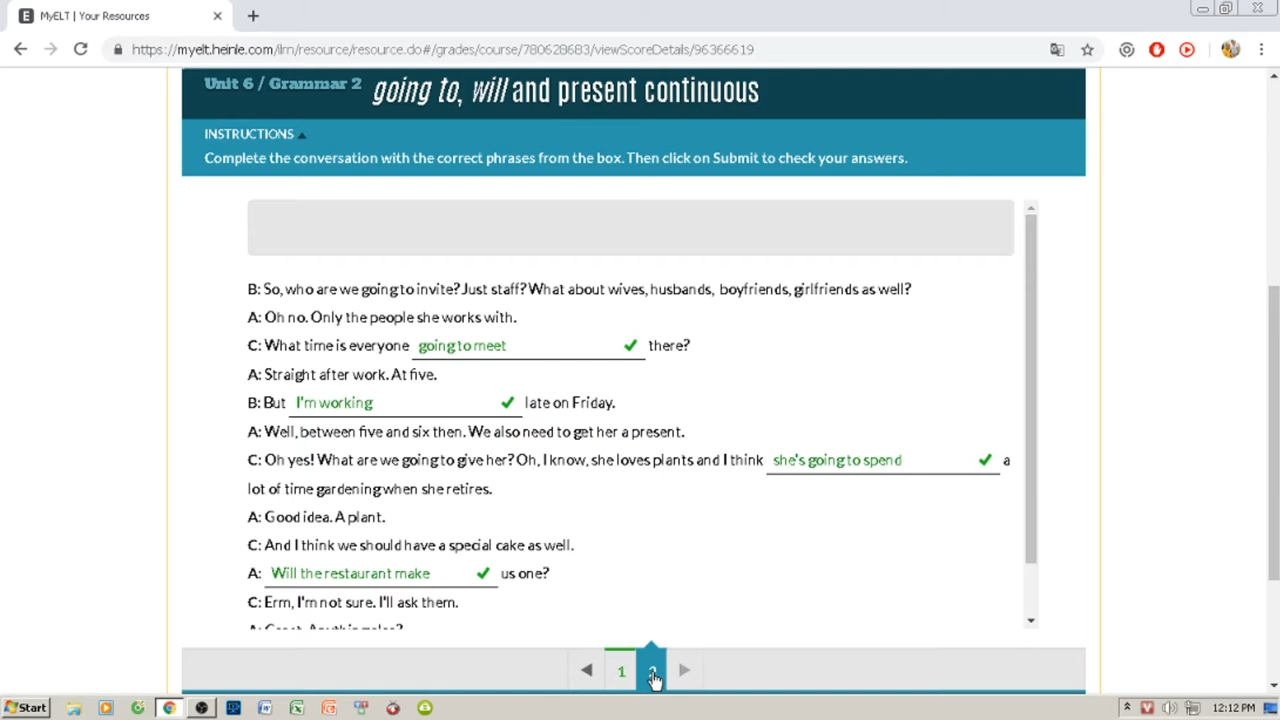 MyELT | Your Resources
https://myelt.heinle.com/ilrn/resource/resource.do#/grades/course/780628683/viewScoreDetails/96366619
Unit 6 / Grammar 2 going to, will and present continuous
INSTRUCTIONS
Complete the conversation with the correct phrases from the box. Then click on Submit to check your answers.
B: So, who are we going to invite? Just staff? What about wives, husbands, boyfriends, girlfriends as well?
A: Oh no. Only the people she works with.
C: What time is everyone going to meet there?
A: Straight after work. At five.
B: But I'm working late on Friday.
A: Well, between five and six then. We also need to get her a present.
C: Oh yes! What are we going to give her? Oh, I know, she loves plants and I think she's going to spend a
lot of time gardening when she retires.
A: Good idea. A plant.
C: And I think we should have a special cake as well.
A: Will the restaurant make us one?
C: Erm, I'm not sure. I'll ask them.
A: Great. Anything else?
1 2
Start
12:12 PM